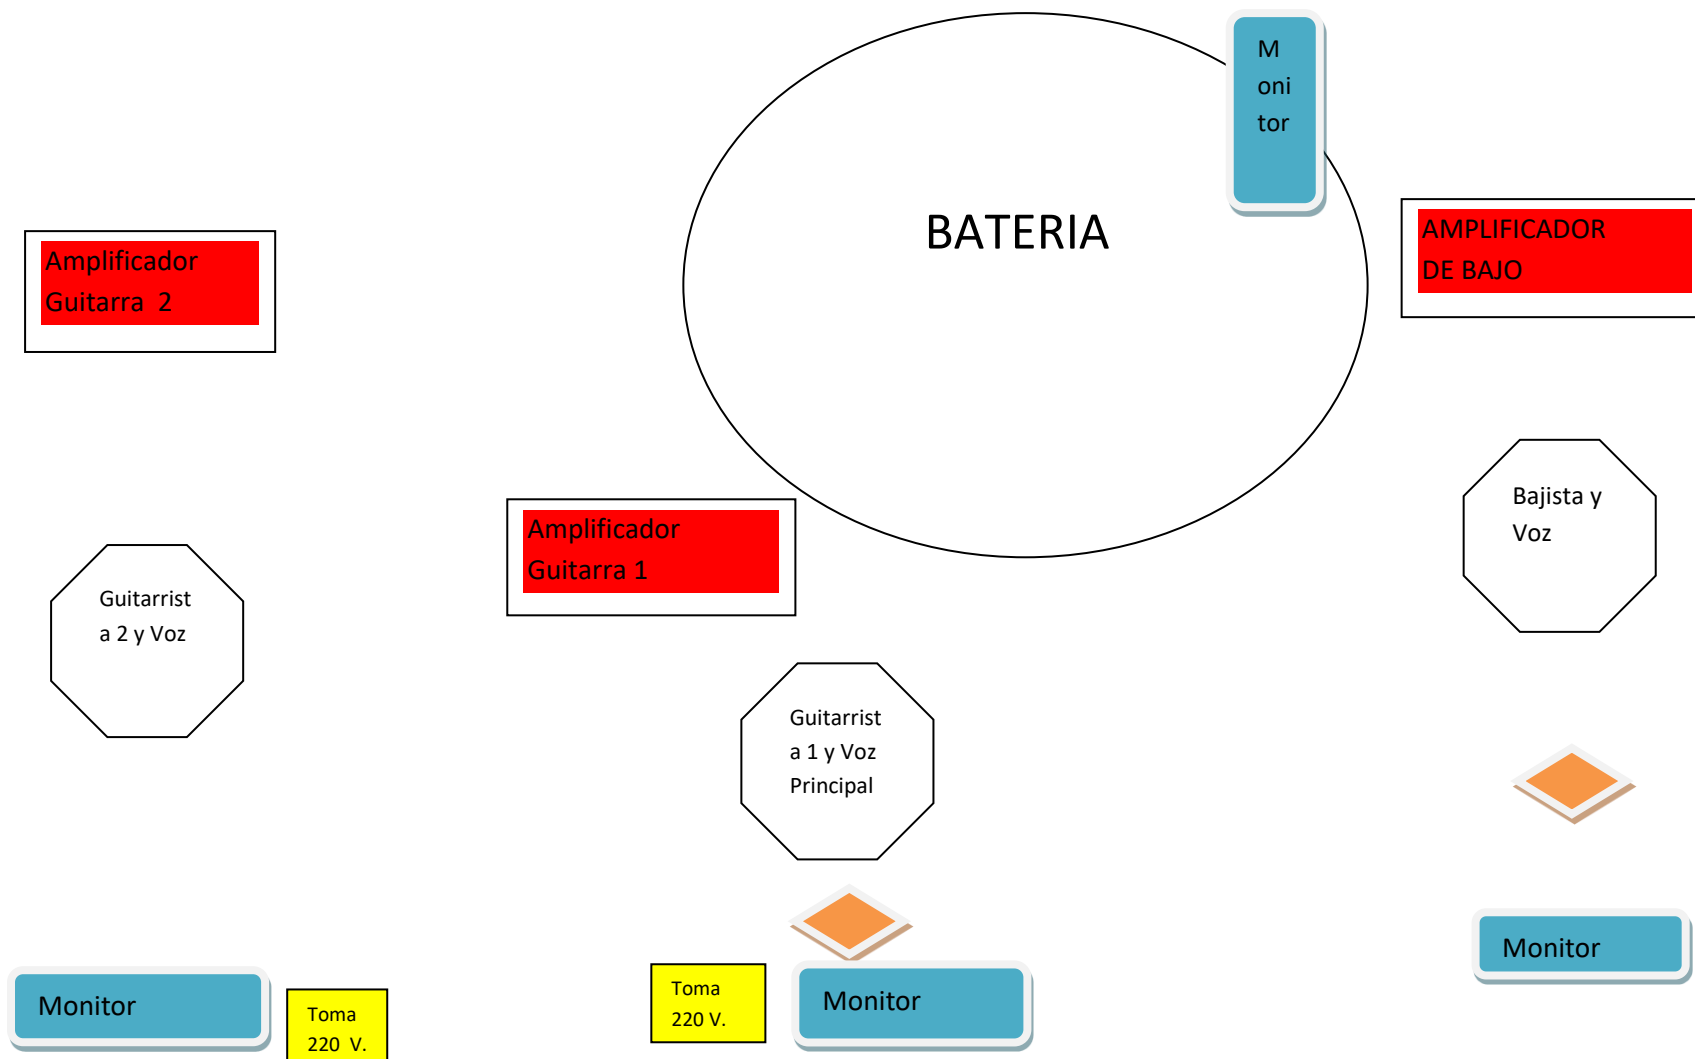 M
oni
tor
BATERIA
AMPLIFICADOR
DE BAJO
Amplificador
Guitarra 2
Bajista y
Voz
Amplificador
Guitarra 1
Guitarrist
a 2 y Voz
Guitarrist
a 1 y Voz
Principal
Monitor
Monitor
Toma
220 V.
Monitor
Toma
220 V.